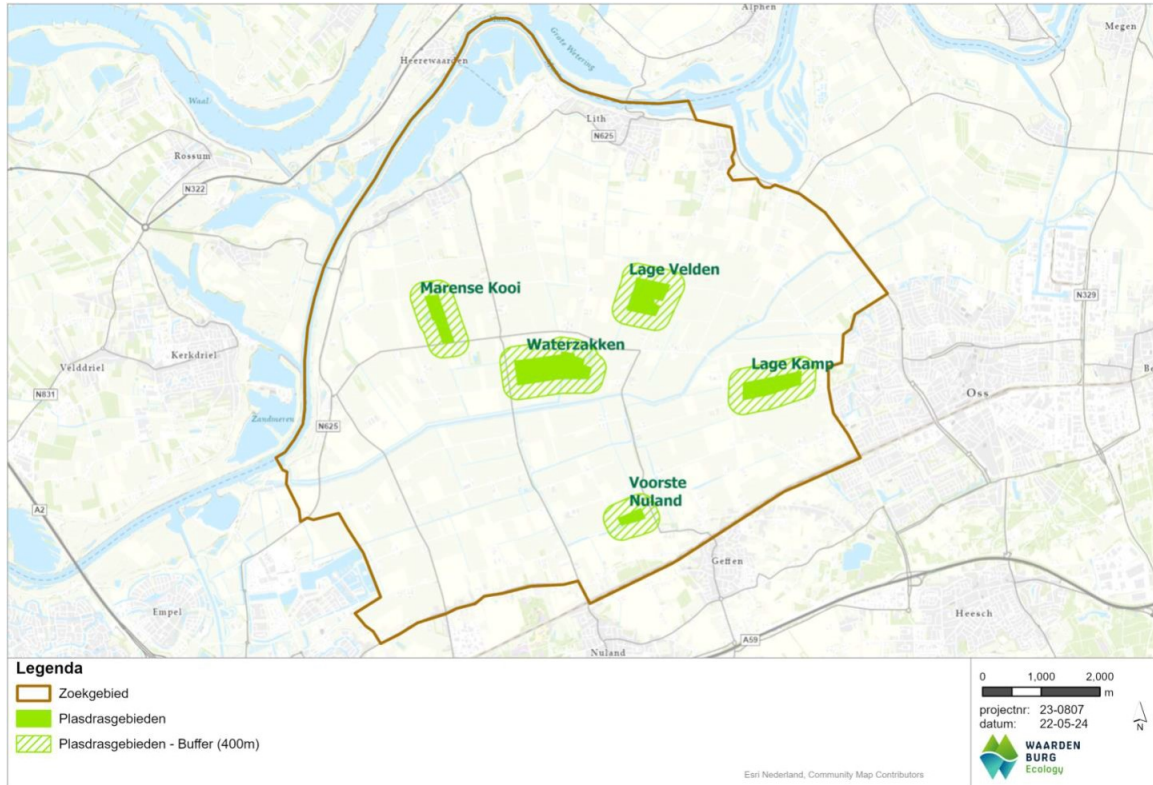 Alphen
Megen
Heerewaarden
Grote Wetering
Waal
Lith
N625
Rossum
N322
Lage Velden
Marense Kooi
N329
Waterzakken
Kerkdriel
Velddriel
Lage Kamp
N831
Oss
Zandmeren
N625
Voorste
Nuland
A2
Geffen
Empel
Heesch
A59
Nuland
Legenda
Zoekgebied
Plasdrasgebieden
Plasdrasgebieden - Buffer (400m)
0 1,000 2,000
m
projectnr: 23-0807
datum: 22-05-24
N
WAARDEN
BURG
Ecology
Esri Nederland, Community Map Contributors